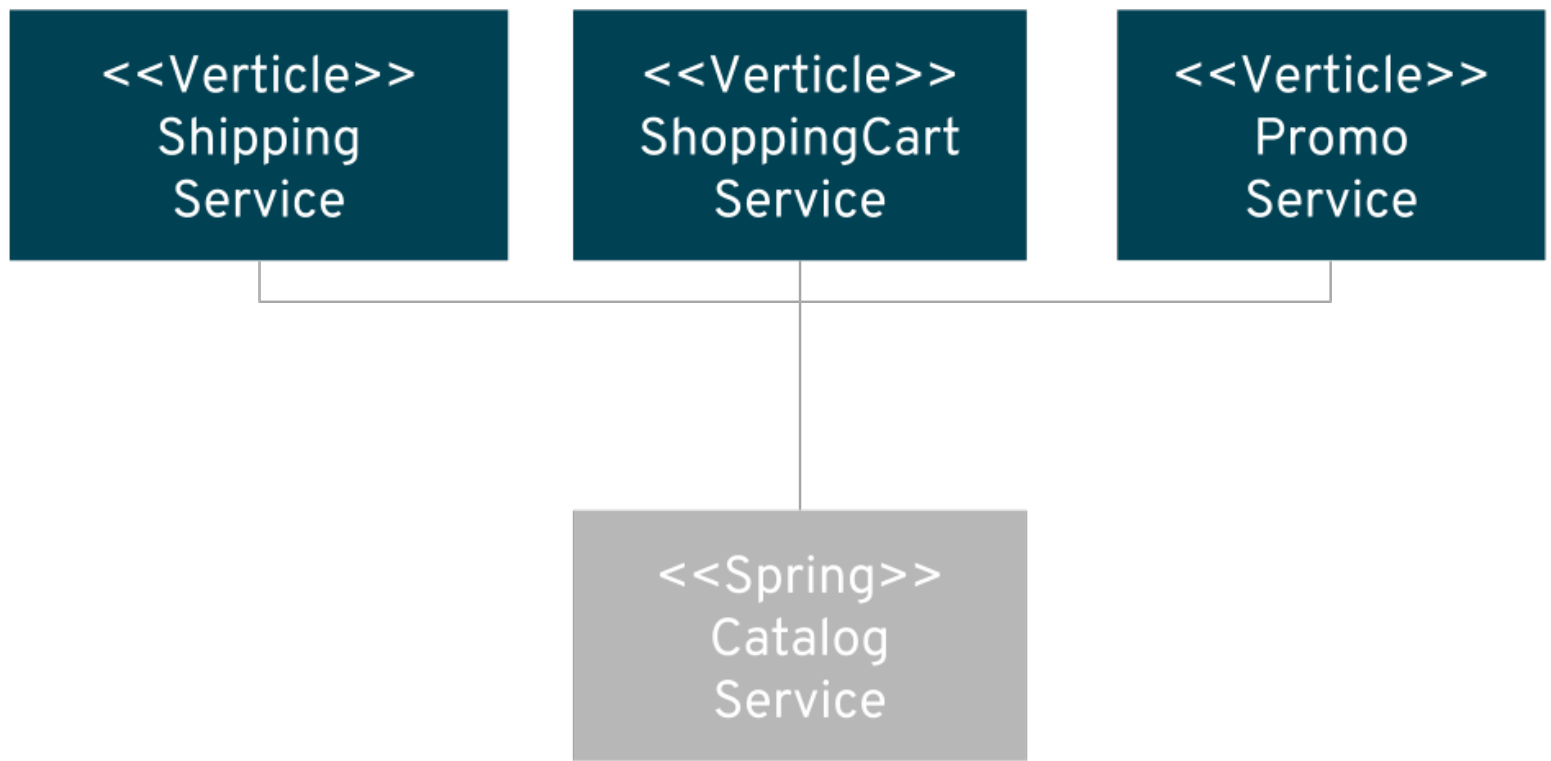 <<Verticle>>
Shipping
Service
<<Verticle>>
ShoppingCart
Service
<<Verticle>>
Promo
Service
<<Spring>>
Catalog
Service